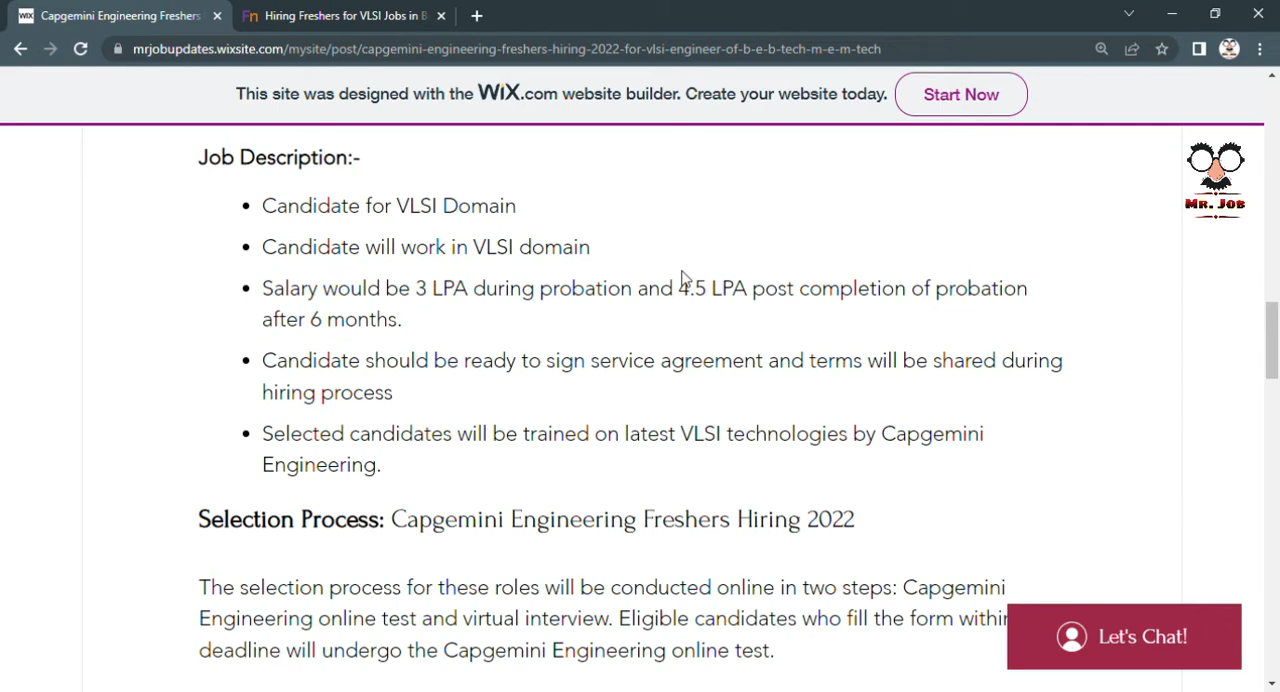 Capgemini Engineering Freshers
Hiring Freshers for VLSI Jobs in B
mrjobupdates.wixsite.com/mysite/post/capgemini-engineering-freshers-hiring-2022-for-vlsi-engineer-of-b-e-b-tech-m-e-m-tech
This site was designed with the WiX.com website builder. Create your website today.
Start Now
Job Description:-
MR. JOB
• Candidate for VLSI Domain
• Candidate will work in VLSI domain
• Salary would be 3 LPA during probation and 4.5 LPA post completion of probation
after 6 months.
• Candidate should be ready to sign service agreement and terms will be shared during
hiring process
• Selected candidates will be trained on latest VLSI technologies by Capgemini
Engineering.
Selection Process: Capgemini Engineering Freshers Hiring 2022
The selection process for these roles will be conducted online in two steps: Capgemini
Engineering online test and virtual interview. Eligible candidates who fill the form within
deadline will undergo the Capgemini Engineering online test.
Let's Chat!